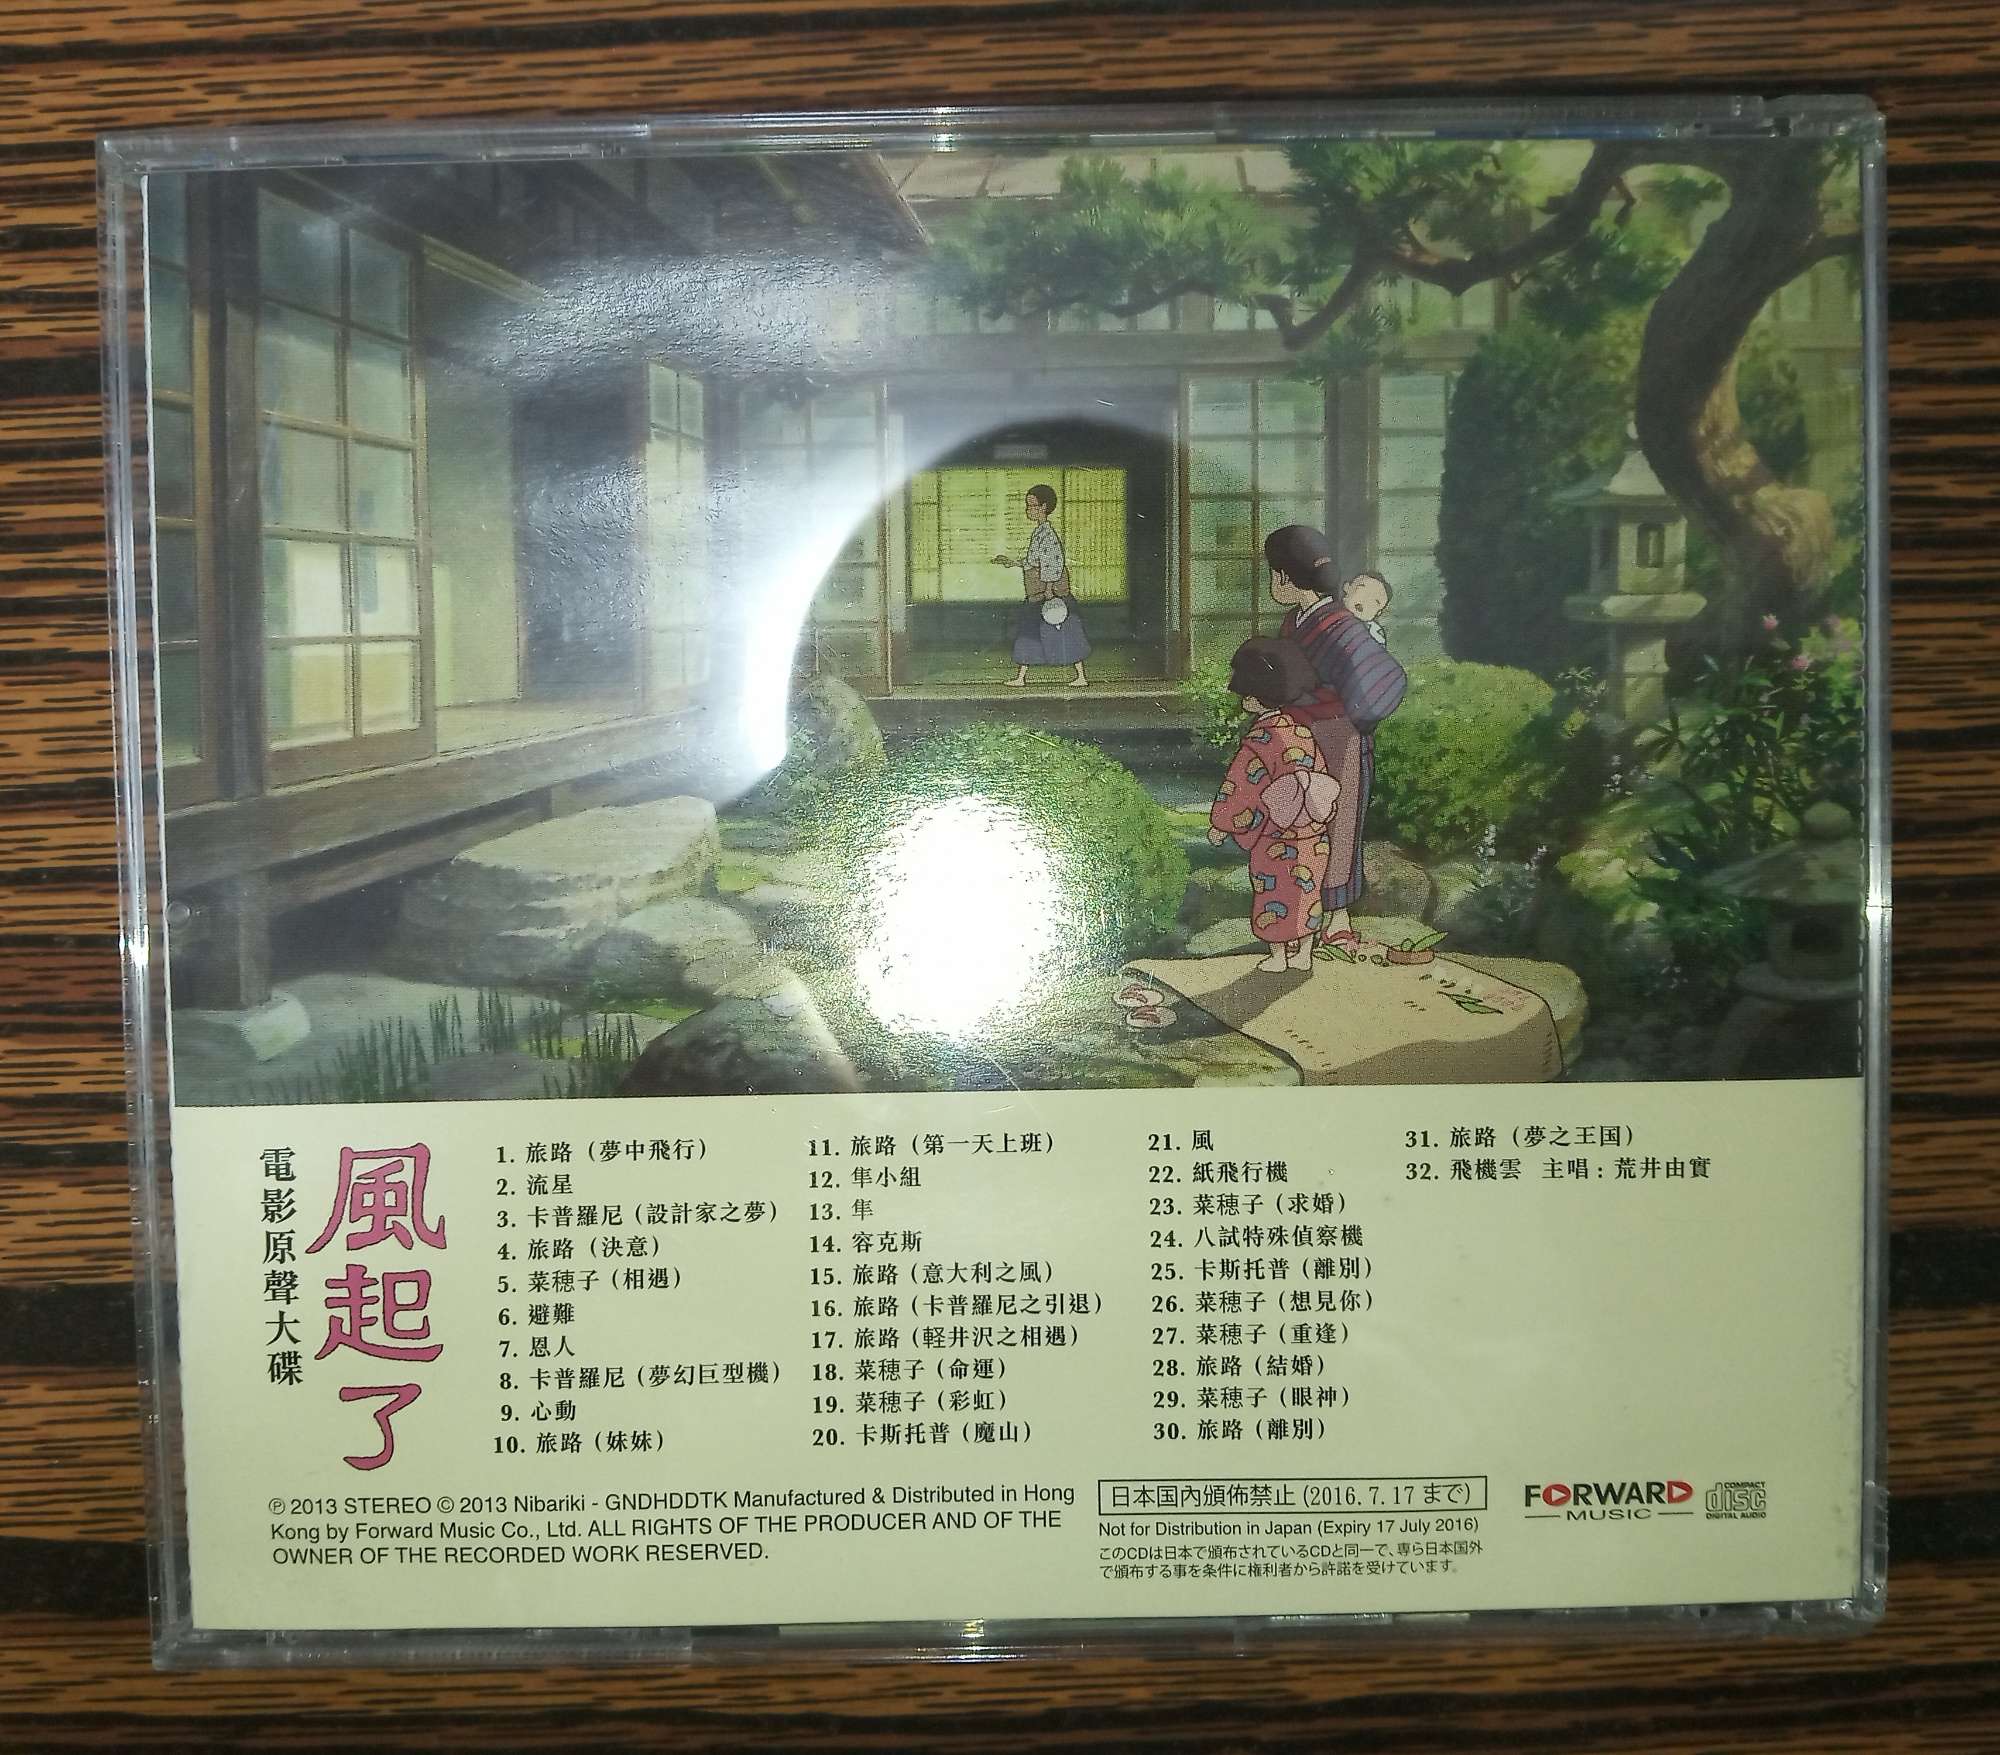 電影原聲大碟
風起了
1. 旅路（夢中飛行）
2. 流星
3. 卡普羅尼（設計家之夢）
4. 旅路（決意）
5. 菜穂子（相遇）
6. 避難
7. 恩人
8. 卡普羅尼（夢幻巨型機）
9. 心動
10. 旅路（妹妹）
11. 旅路（第一天上班）
12. 隼小組
13. 隼
14. 容克斯
15. 旅路（意大利之風）
16. 旅路（卡普羅尼之引退）
17. 旅路（軽井沢之相遇）
18. 菜穂子（命運）
19. 菜穂子（彩虹）
20. 卡斯托普（魔山）
21. 風
22. 紙飛行機
23. 菜穂子（求婚）
24. 八試特殊偵察機
25. 卡斯托普（離別）
26. 菜穂子（想見你）
27. 菜穂子（重逢）
28. 旅路（結婚）
29. 菜穂子（眼神）
30. 旅路（離別）
31. 旅路（夢之王国）
32. 飛機雲 主唱：荒井由實
℗ 2013 STEREO © 2013 Nibariki - GNDHDDTK Manufactured & Distributed in Hong
Kong by Forward Music Co., Ltd. ALL RIGHTS OF THE PRODUCER AND OF THE
OWNER OF THE RECORDED WORK RESERVED.
日本国内頒佈禁止（2016.7.17まで）
Not for Distribution in Japan (Expiry 17 July 2016)
このCDは日本で頒布されているCDと同一で、専ら日本国外
で頒布する事を条件に権利者から許諾を受けています。
FORWARD
MUSIC
COMPACT
disc
DIGITAL AUDIO